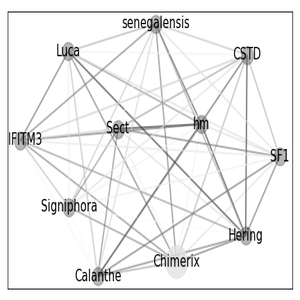 senegalensis
Luca
CSTD
hm
Sect
IFITM3
SF1
Signiphora
Hering
Chimerix
Calanthe